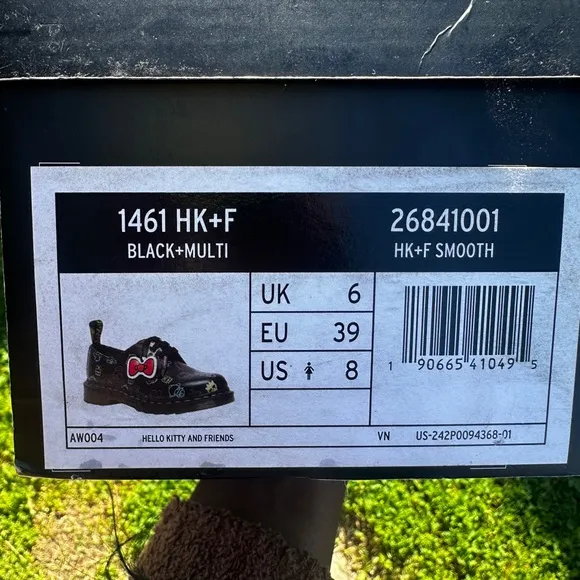 1461 HK+F
BLACK+MULTI
26841001
HK+F SMOOTH
UK 6
EU 39
US 8
1 90665 41049 5
AW004 HELLO KITTY AND FRIENDS VN US-242P0094368-01